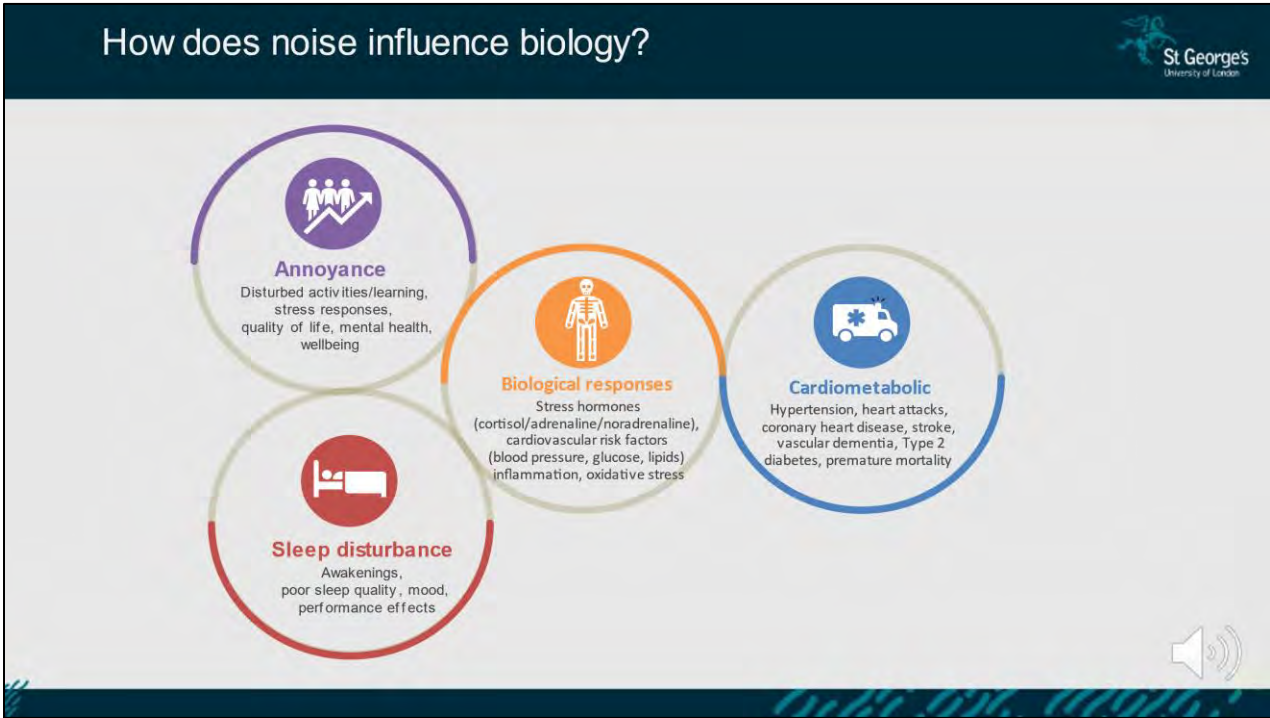 How does noise influence biology?
St George's
University of London
Annoyance
Disturbed activities/learning,
stress responses,
quality of life, mental health,
wellbeing
Biological responses
Stress hormones
(cortisol/adrenaline/noradrenaline),
cardiovascular risk factors
(blood pressure, glucose, lipids)
inflammation, oxidative stress
Cardiometabolic
Hypertension, heart attacks,
coronary heart disease, stroke,
vascular dementia, Type 2
diabetes, premature mortality
Sleep disturbance
Awakenings,
poor sleep quality, mood,
performance effects